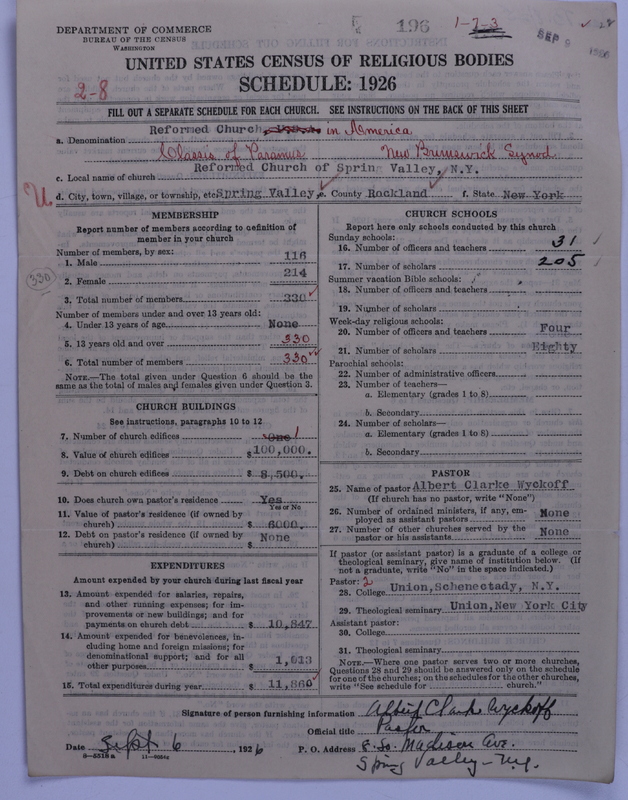 196
1-7-3
DEPARTMENT OF COMMERCE
BUREAU OF THE CENSUS
WASHINGTON
SEP 9 1926
UNITED STATES CENSUS OF RELIGIOUS BODIES
SCHEDULE: 1926
2-8
FILL OUT A SEPARATE SCHEDULE FOR EACH CHURCH. SEE INSTRUCTIONS ON THE BACK OF THIS SHEET
Reformed Church in America
a. Denomination
Classis of Paramus New Brunswick Synod
Reformed Church of Spring Valley, N.Y.
c. Local name of church
U
d. City, town, village, or township, etc. Spring Valley, e. County Rockland f. State New York
MEMBERSHIP
Report number of members according to definition of member in your church
Number of members, by sex:
1. Male 116
2. Female 214
330
3. Total number of members 330
Number of members under and over 13 years old:
4. Under 13 years of age None
5. 13 years old and over 330
6. Total number of members 330
NOTE.—The total given under Question 6 should be the
same as the total of males and females given under Question 3.
CHURCH BUILDINGS
See instructions, paragraphs 10 to 12
7. Number of church edifices One 1
8. Value of church edifices $100,000.
9. Debt on church edifices $ 8,500.
10. Does church own pastor's residence Yes
Yes or No
11. Value of pastor's residence (if owned by
church) $ 6000.
12. Debt on pastor's residence (if owned by
church) $ None
EXPENDITURES
Amount expended by your church during last fiscal year
13. Amount expended for salaries, repairs,
and other running expenses; for im-
provements or new buildings; and for
payments on church debt $ 10,847
14. Amount expended for benevolences, in-
cluding home and foreign missions; for
denominational support; and for all
other purposes $ 1,013
15. Total expenditures during year $ 11,860
CHURCH SCHOOLS
Report here only schools conducted by this church
Sunday schools:
16. Number of officers and teachers 31
17. Number of scholars 205
Summer vacation Bible schools:
18. Number of officers and teachers
19. Number of scholars
Week-day religious schools:
20. Number of officers and teachers Four
21. Number of scholars Eighty
Parochial schools:
22. Number of administrative officers
23. Number of teachers—
a. Elementary (grades 1 to 8)
b. Secondary
24. Number of scholars—
a. Elementary (grades 1 to 8)
b. Secondary
PASTOR
25. Name of pastor Albert Clarke Wyckoff
(If church has no pastor, write "None")
26. Number of ordained ministers, if any, em-
ployed as assistant pastors None
27. Number of other churches served by the
pastor or his assistants None
If pastor (or assistant pastor) is a graduate of a college or
theological seminary, give name of institution below. (If
not a graduate, write "No" in the space indicated.)
Pastor: 2
28. College Union,Schenectady, N.Y.
29. Theological seminary Union,New York City
Assistant pastor:
30. College
31. Theological seminary
NOTE.—Where one pastor serves two or more churches,
Questions 28 and 29 should be answered only on the schedule
for one of the churches; on the schedules for the other churches,
write "See schedule for church."
Signature of person furnishing information Albert Clarke Wyckoff
Official title Pastor
Date Sept 6, 1926 P. O. Address E. So. Madison Ave.
Spring Valley - N.Y.
8-5518a 11-9064